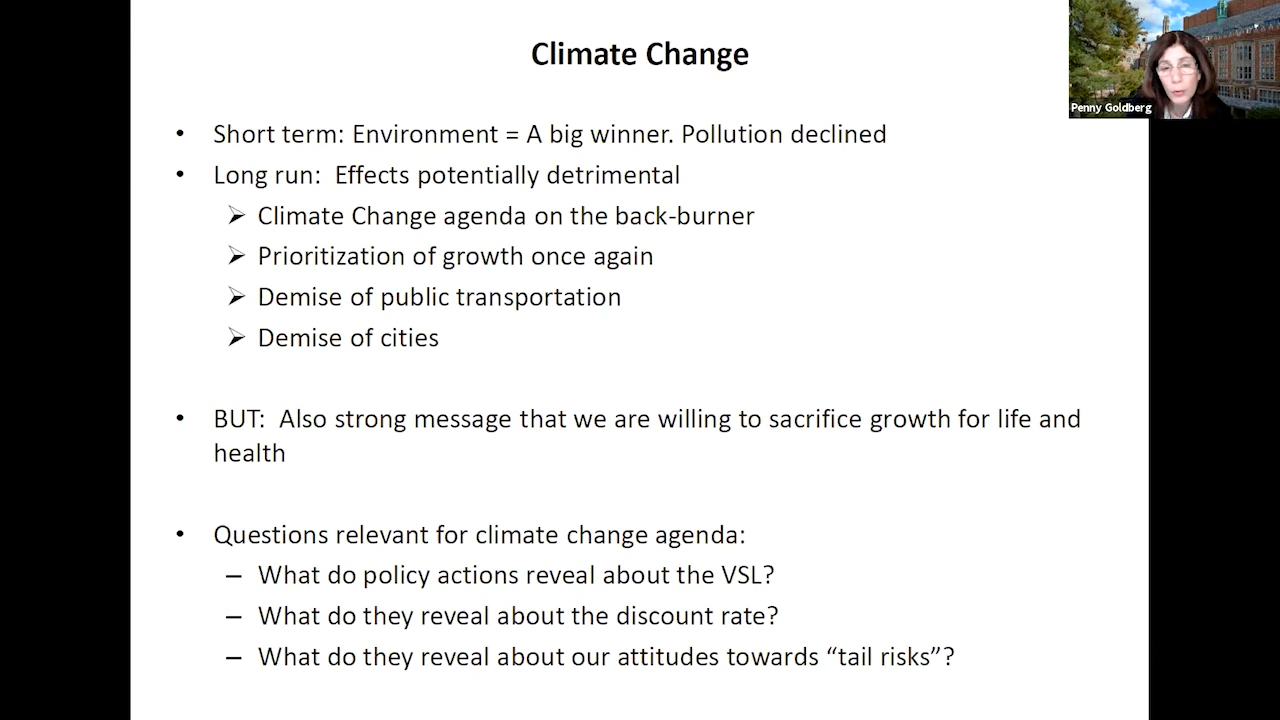 Climate Change
Penny Goldberg
• Short term: Environment = A big winner. Pollution declined
• Long run: Effects potentially detrimental
➢ Climate Change agenda on the back-burner
➢ Prioritization of growth once again
➢ Demise of public transportation
➢ Demise of cities
• BUT: Also strong message that we are willing to sacrifice growth for life and
health
• Questions relevant for climate change agenda:
– What do policy actions reveal about the VSL?
– What do they reveal about the discount rate?
– What do they reveal about our attitudes towards “tail risks”?